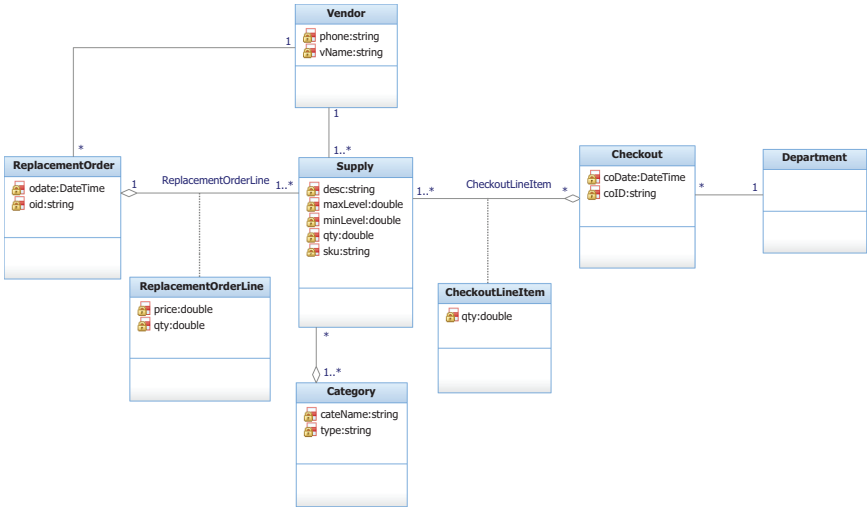 Vendor
phone:string
vName:string
1
*
1
1..*
ReplacementOrder
odate:DateTime
oid:string
1
ReplacementOrderLine
1..*
Supply
desc:string
maxLevel:double
minLevel:double
qty:double
sku:string
1..*
CheckoutLineItem
*
Checkout
coDate:DateTime
coID:string
*
1
Department
ReplacementOrderLine
price:double
qty:double
CheckoutLineItem
qty:double
*
1..*
Category
cateName:string
type:string